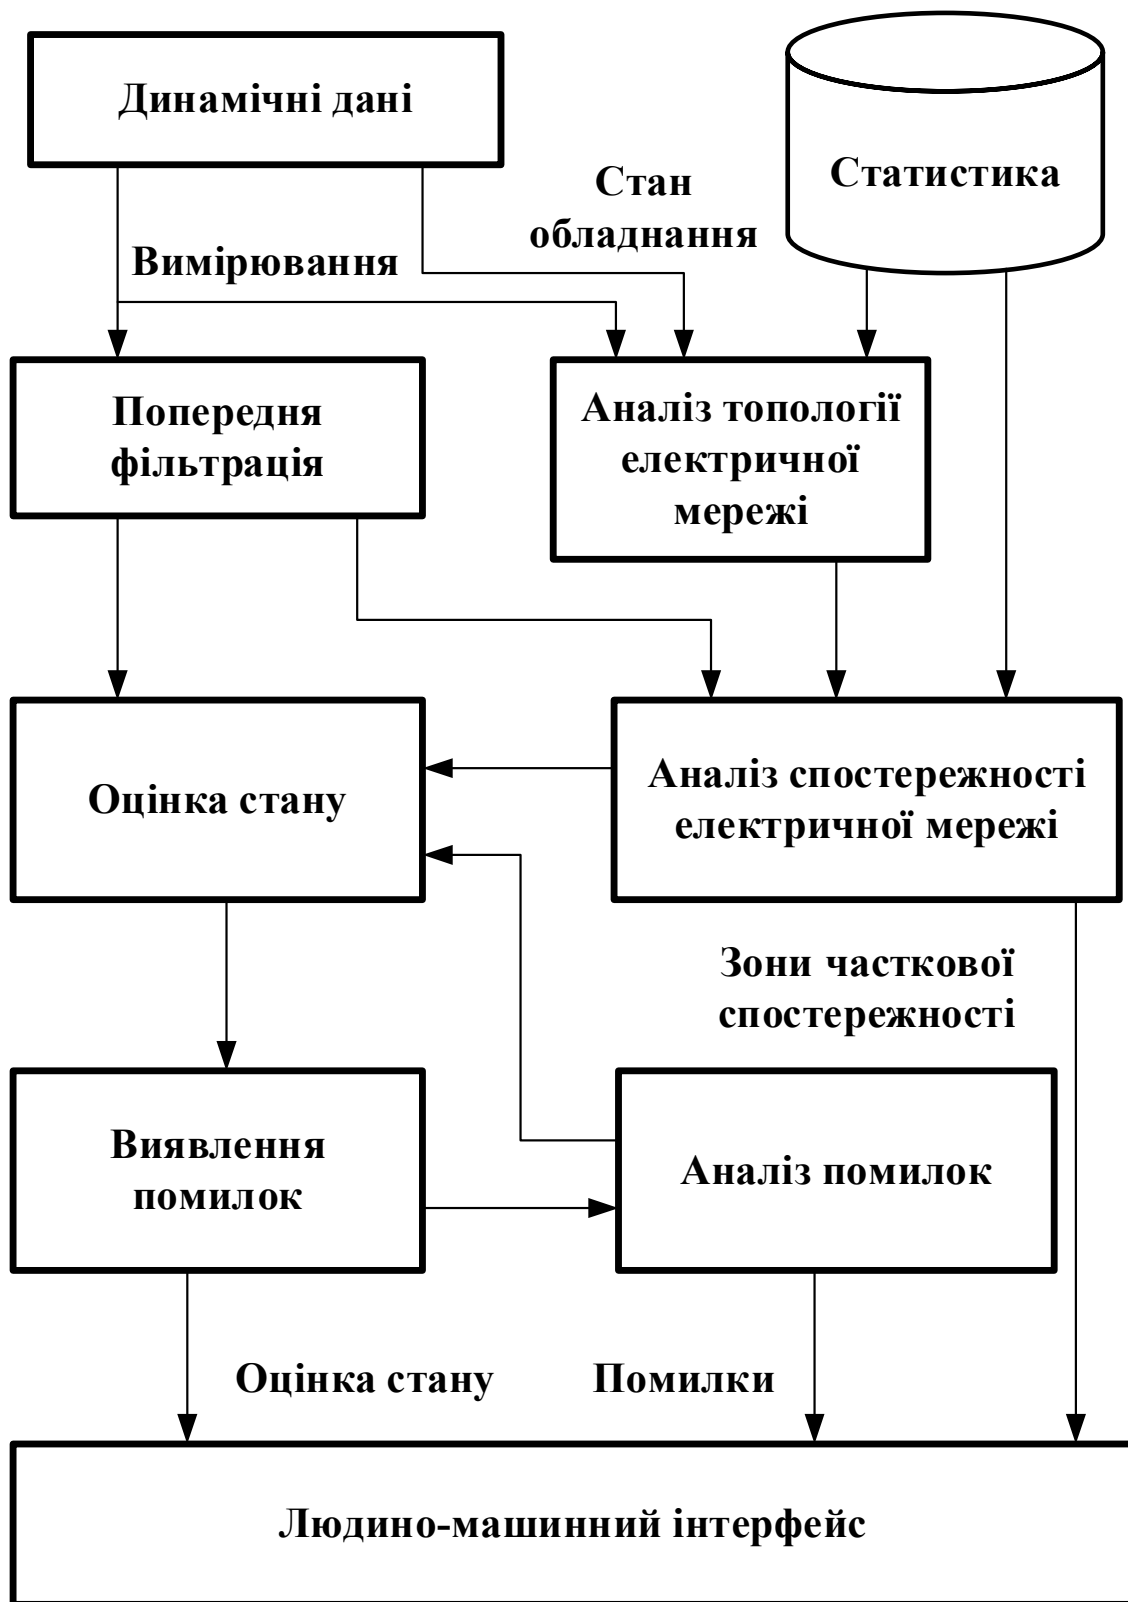 Динамічні дані
Статистика
Стан
обладнання
Вимірювання
Попередня
фільтрація
Аналіз топології
електричної
мережі
Оцінка стану
Аналіз спостережності
електричної мережі
Зони часткової
спостережності
Виявлення
помилок
Аналіз помилок
Оцінка стану
Помилки
Людино-машинний інтерфейс